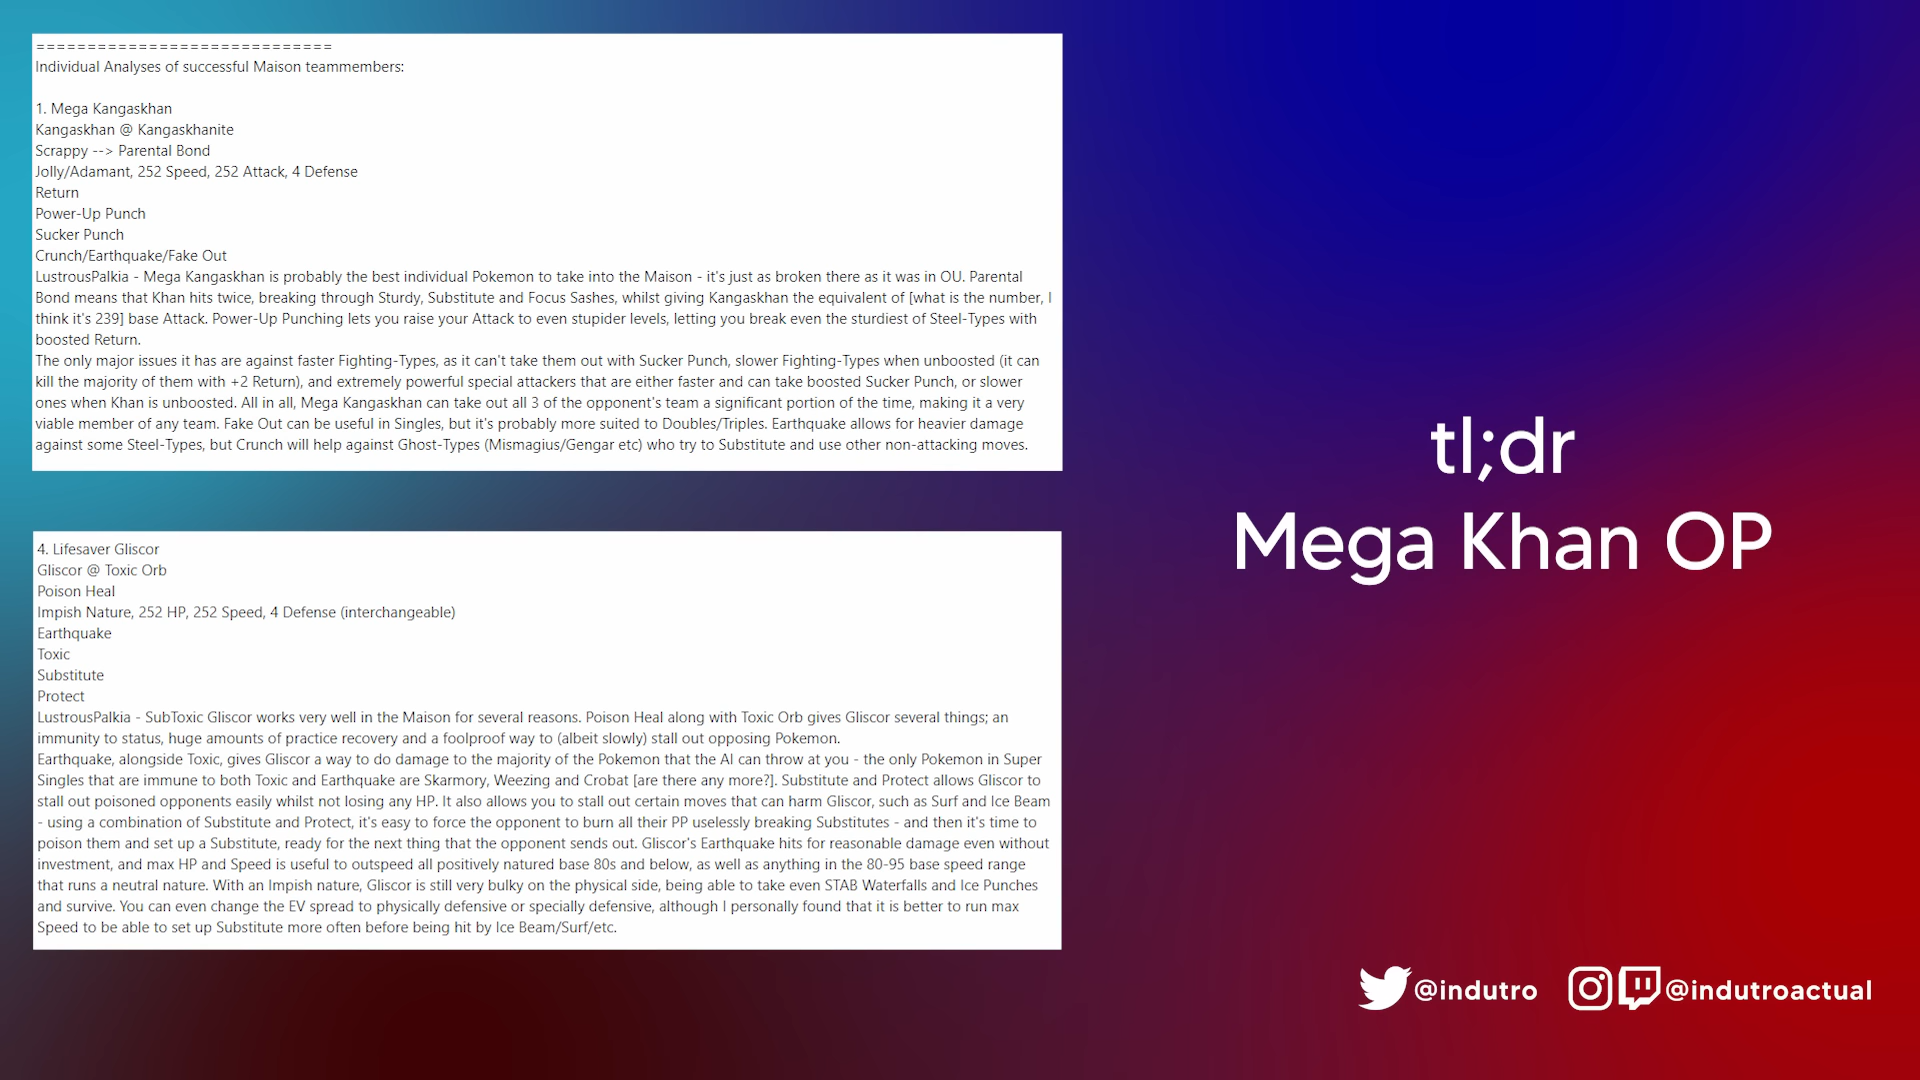 =============================
Individual Analyses of successful Maison teammembers:
1. Mega Kangaskhan
Kangaskhan @ Kangaskhanite
Scrappy --> Parental Bond
Jolly/Adamant, 252 Speed, 252 Attack, 4 Defense
Return
Power-Up Punch
Sucker Punch
Crunch/Earthquake/Fake Out
LustrousPalkia - Mega Kangaskhan is probably the best individual Pokemon to take into the Maison - it's just as broken there as it was in OU. Parental
Bond means that Khan hits twice, breaking through Sturdy, Substitute and Focus Sashes, whilst giving Kangaskhan the equivalent of [what is the number, I
think it's 239] base Attack. Power-Up Punching lets you raise your Attack to even stupider levels, letting you break even the sturdiest of Steel-Types with
boosted Return.
The only major issues it has are against faster Fighting-Types, as it can't take them out with Sucker Punch, slower Fighting-Types when unboosted (it can
kill the majority of them with +2 Return), and extremely powerful special attackers that are either faster and can take boosted Sucker Punch, or slower
ones when Khan is unboosted. All in all, Mega Kangaskhan can take out all 3 of the opponent's team a significant portion of the time, making it a very
viable member of any team. Fake Out can be useful in Singles, but it's probably more suited to Doubles/Triples. Earthquake allows for heavier damage
against some Steel-Types, but Crunch will help against Ghost-Types (Mismagius/Gengar etc) who try to Substitute and use other non-attacking moves.
4. Lifesaver Gliscor
Gliscor @ Toxic Orb
Poison Heal
Impish Nature, 252 HP, 252 Speed, 4 Defense (interchangeable)
Earthquake
Toxic
Substitute
Protect
LustrousPalkia - SubToxic Gliscor works very well in the Maison for several reasons. Poison Heal along with Toxic Orb gives Gliscor several things; an
immunity to status, huge amounts of practice recovery and a foolproof way to (albeit slowly) stall out opposing Pokemon.
Earthquake, alongside Toxic, gives Gliscor a way to do damage to the majority of the Pokemon that the AI can throw at you - the only Pokemon in Super
Singles that are immune to both Toxic and Earthquake are Skarmory, Weezing and Crobat [are there any more?]. Substitute and Protect allows Gliscor to
stall out poisoned opponents easily whilst not losing any HP. It also allows you to stall out certain moves that can harm Gliscor, such as Surf and Ice Beam
- using a combination of Substitute and Protect, it's easy to force the opponent to burn all their PP uselessly breaking Substitutes - and then it's time to
poison them and set up a Substitute, ready for the next thing that the opponent sends out. Gliscor's Earthquake hits for reasonable damage even without
investment, and max HP and Speed is useful to outspeed all positively natured base 80s and below, as well as anything in the 80-95 base speed range
that runs a neutral nature. With an Impish nature, Gliscor is still very bulky on the physical side, being able to take even STAB Waterfalls and Ice Punches
and survive. You can even change the EV spread to physically defensive or specially defensive, although I personally found that it is better to run max
Speed to be able to set up Substitute more often before being hit by Ice Beam/Surf/etc.
tl;dr
Mega Khan OP
@indutro
@indutroactual